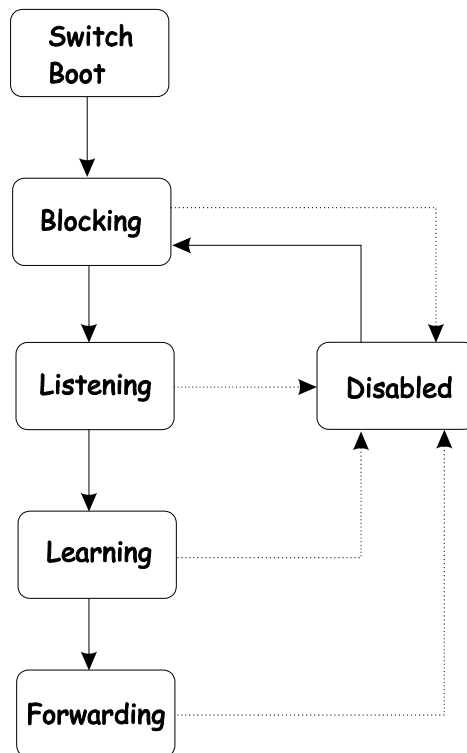 Switch
Boot
Blocking
Listening
Disabled
Learning
Forwarding